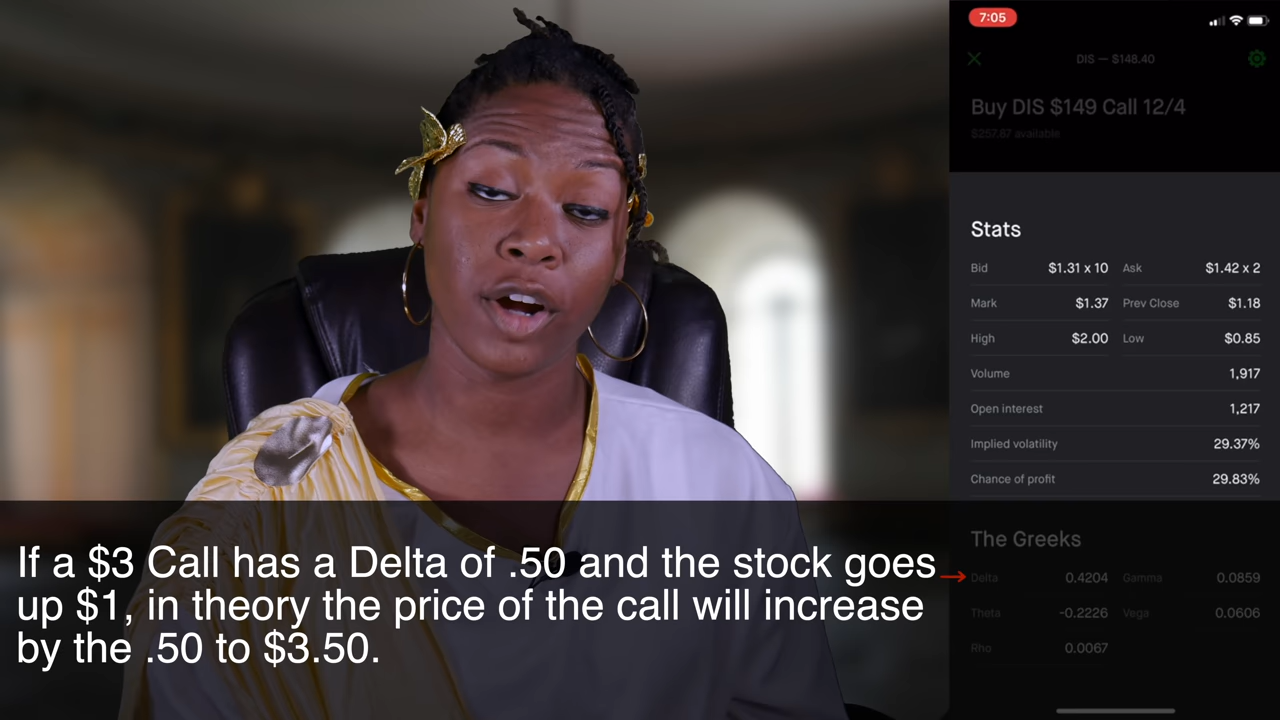 7:05
DIS — $148.40
Buy DIS $149 Call 12/4
$257.87 available
Stats
Bid $1.31 x 10 Ask $1.42 x 2
Mark $1.37 Prev Close $1.18
High $2.00 Low $0.85
Volume 1,917
Open interest 1,217
Implied volatility 29.37%
Chance of profit 29.83%
The Greeks
Delta 0.4204 Gamma 0.0859
Theta -0.2226 Vega 0.0606
Rho 0.0067
If a $3 Call has a Delta of .50 and the stock goes
up $1, in theory the price of the call will increase
by the .50 to $3.50.